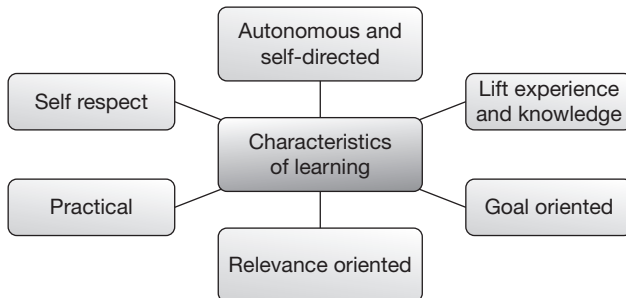 Autonomous and
self-directed
Self respect
Lift experience
and knowledge
Characteristics
of learning
Practical
Goal oriented
Relevance oriented